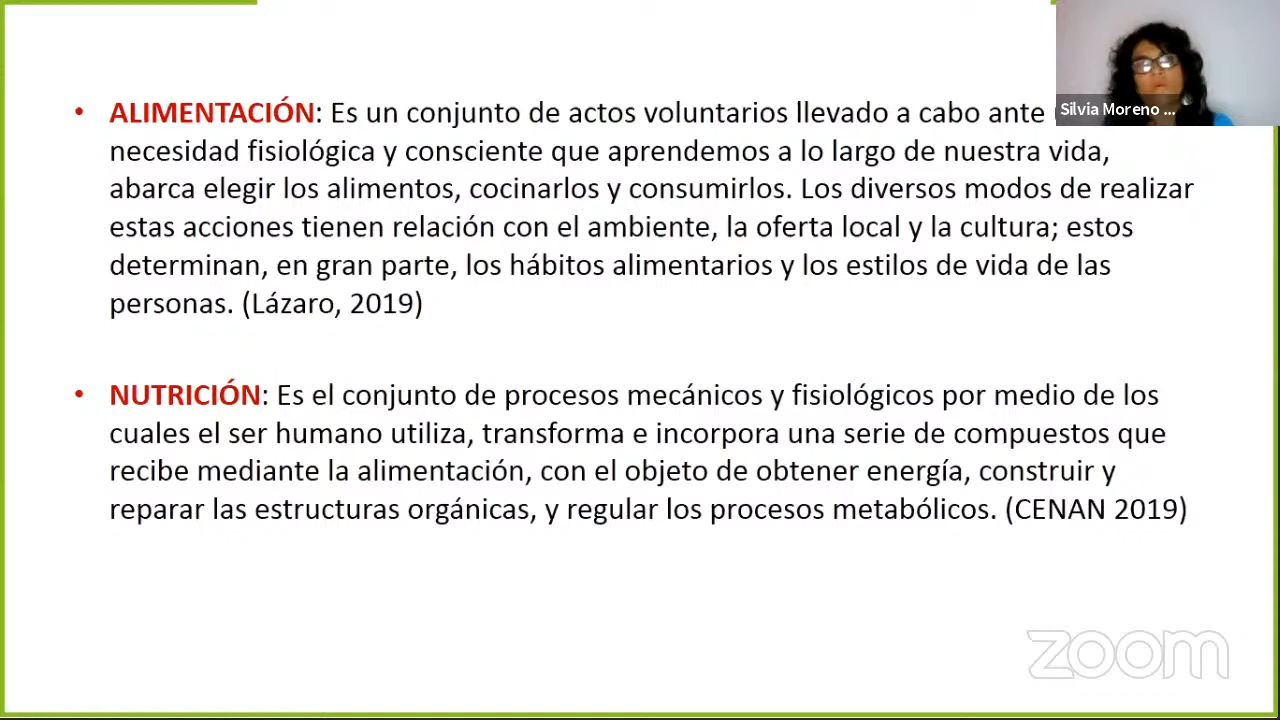 • ALIMENTACIÓN: Es un conjunto de actos voluntarios llevado a cabo ante
necesidad fisiológica y consciente que aprendemos a lo largo de nuestra vida,
abarca elegir los alimentos, cocinarlos y consumirlos. Los diversos modos de realizar
estas acciones tienen relación con el ambiente, la oferta local y la cultura; estos
determinan, en gran parte, los hábitos alimentarios y los estilos de vida de las
personas. (Lázaro, 2019)
• NUTRICIÓN: Es el conjunto de procesos mecánicos y fisiológicos por medio de los
cuales el ser humano utiliza, transforma e incorpora una serie de compuestos que
recibe mediante la alimentación, con el objeto de obtener energía, construir y
reparar las estructuras orgánicas, y regular los procesos metabólicos. (CENAN 2019)
Silvia Moreno ...
zoom